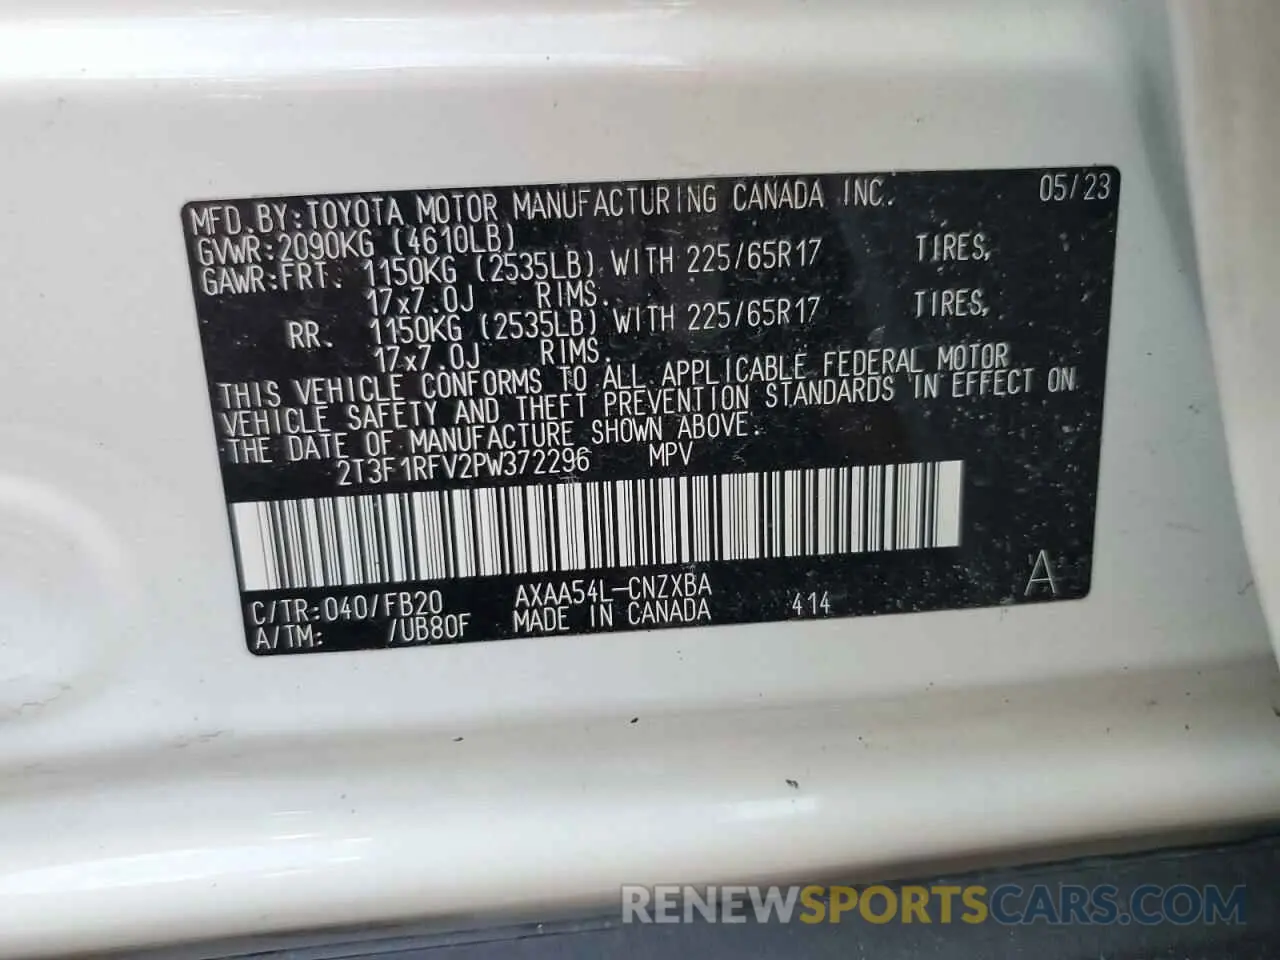 MFD. BY: TOYOTA MOTOR MANUFACTURING CANADA INC. 05/23
GVWR: 2090KG (4610LB)
GAWR: FRT. 1150KG (2535LB) WITH 225/65R17 TIRES,
17x7.0J RIMS.
RR. 1150KG (2535LB) WITH 225/65R17 TIRES,
17x7.0J RIMS.
THIS VEHICLE CONFORMS TO ALL APPLICABLE FEDERAL MOTOR
VEHICLE SAFETY AND THEFT PREVENTION STANDARDS IN EFFECT ON
THE DATE OF MANUFACTURE SHOWN ABOVE.
2T3F1RFV2PW372296 MPV
C/TR: 040/FB20 AXAA54L-CNZXBA A
A/TM: /UB80F MADE IN CANADA 414
RENEWSPORTSCARS.COM